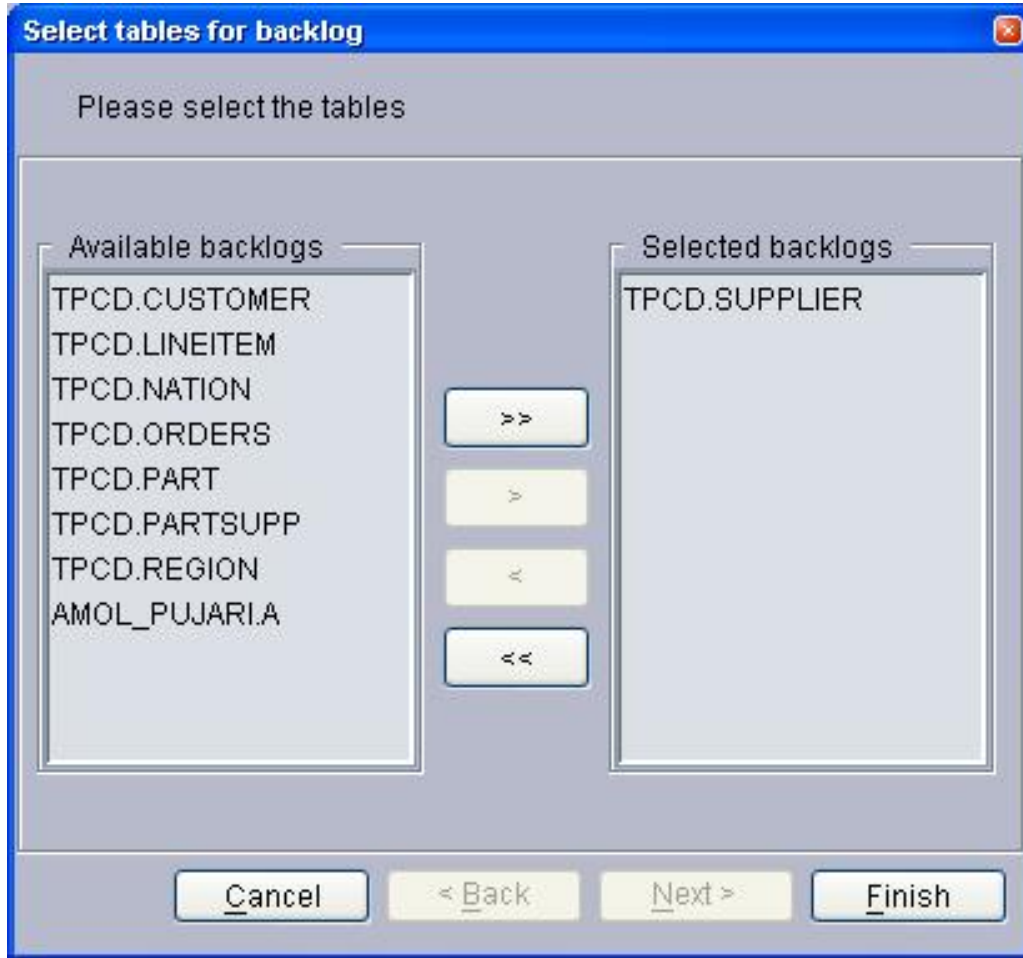 Select tables for backlog
Please select the tables
Available backlogs
TPCD.CUSTOMER
TPCD.LINEITEM
TPCD.NATION
TPCD.ORDERS
TPCD.PART
TPCD.PARTSUPP
TPCD.REGION
AMOL_PUJARI.A
>>
>
<
<<
Selected backlogs
TPCD.SUPPLIER
Cancel
< Back
Next >
Finish